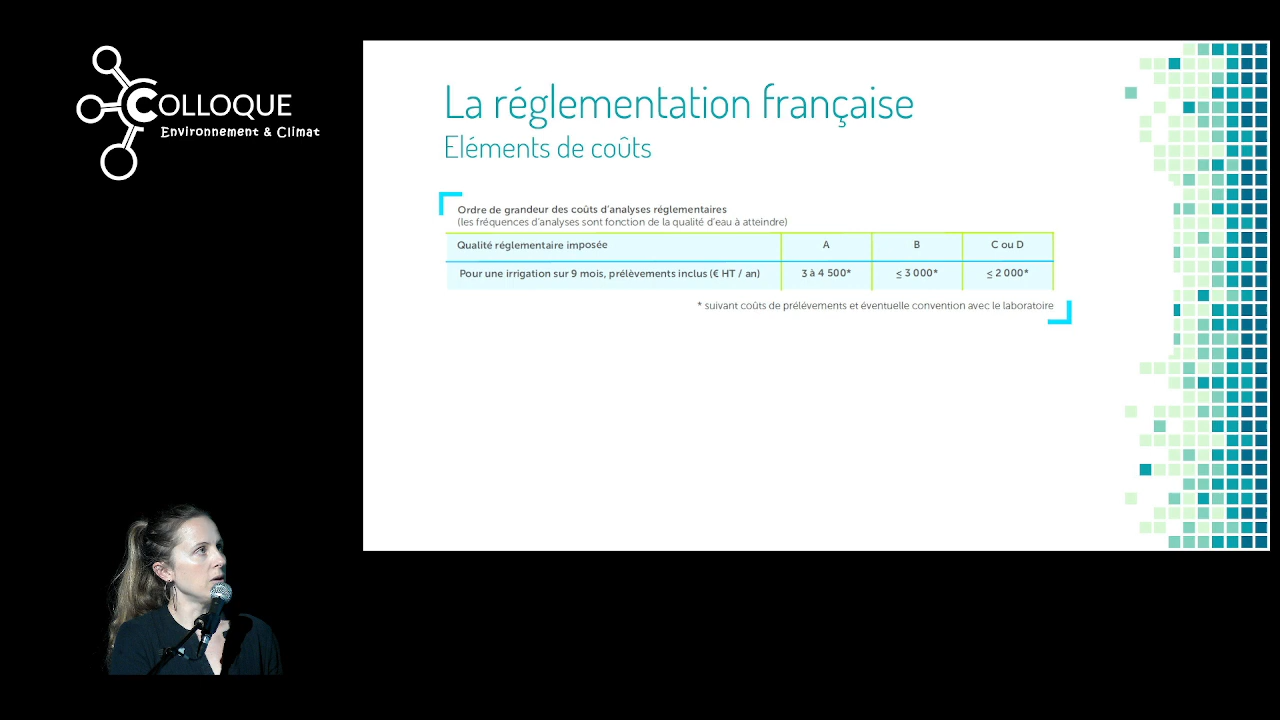 COLLOQUE
Environnement & Climat
La réglementation française
Eléments de coûts
Ordre de grandeur des coûts d'analyses réglementaires
(les fréquences d'analyses sont fonction de la qualité d'eau à atteindre)
Qualité réglementaire imposée A B C ou D
Pour une irrigation sur 9 mois, prélèvements inclus (€ HT / an) 3 à 4 500* ≤ 3 000* ≤ 2 000*
* suivant coûts de prélévements et éventuelle convention avec le laboratoire